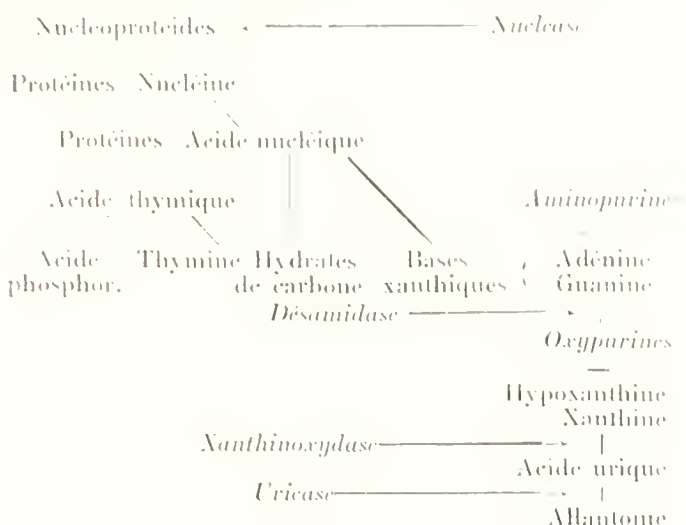 Nucléoprotéides Nucléase
Protéines Nucléine
Protéines Acide nucléique
Acide thymique Aminopurine
Acide Thymine Hydrates Bases Adénine
phosphor. de carbone xanthiques Guanine
Désamidase
Oxypurines
Hypoxanthine
Xanthine
Xanthinoxydase
Acide urique
Uricase
Allantoïne